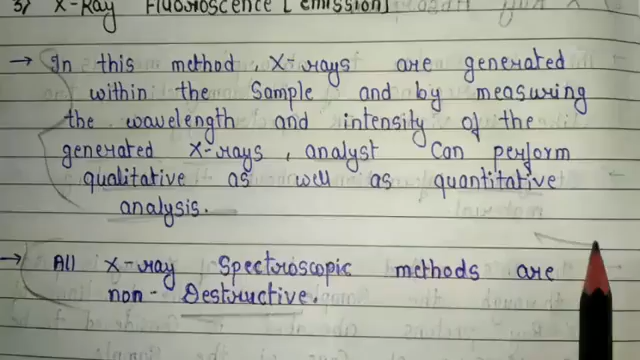 3) X-Ray Fluoroscence [emission]
→ In this method, X-rays are generated
within the Sample and by measuring
the wavelength and intensity of the
generated X-rays, analyst can perform
qualitative as well as quantitative
analysis.
→ All X-ray Spectroscopic methods are
non-Destructive.